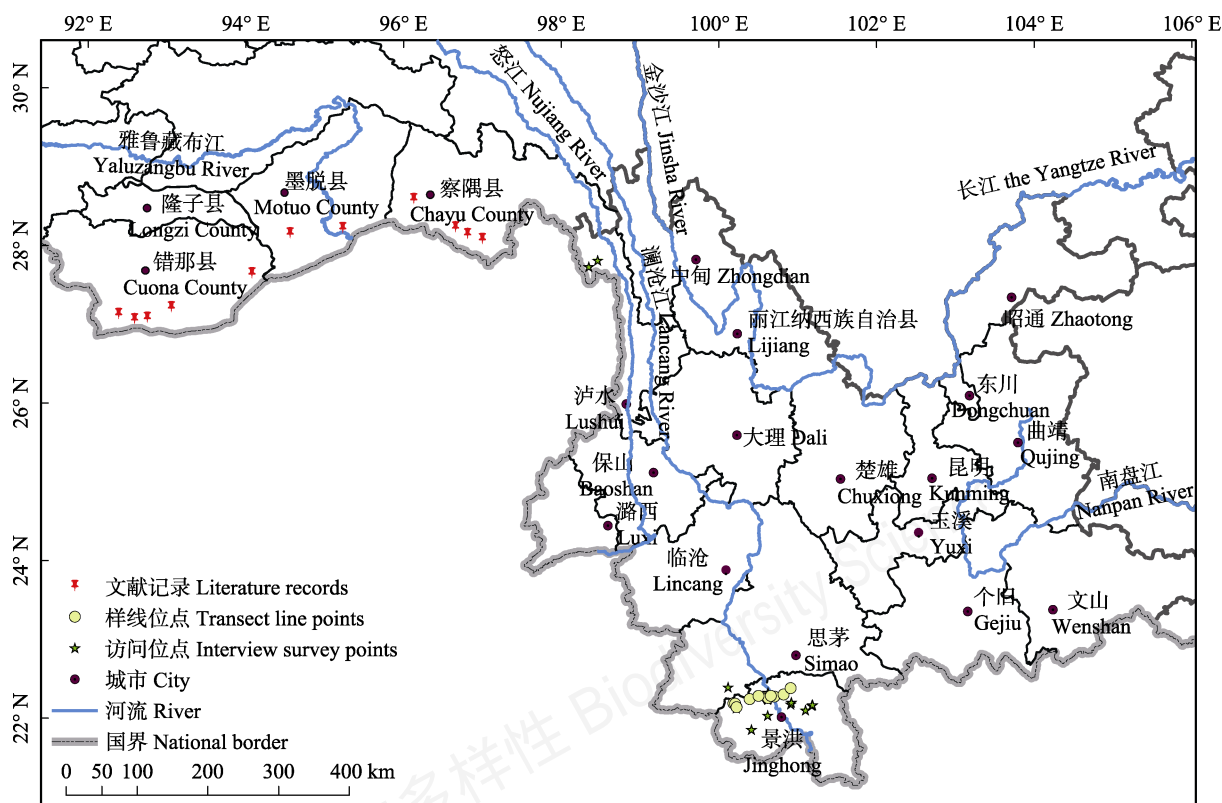 92° E
94° E
96° E
98° E
100° E
102° E
104° E
106° E
30° N
28° N
26° N
24° N
22° N
怒江 Nujiang River
金沙江 Jinsha River
澜沧江 Lancang River
长江 the Yangtze River
雅鲁藏布江
Yaluzangbu River
墨脱县
Motuo County
察隅县
Chayu County
隆子县
Longzi County
错那县
Cuona County
中甸 Zhongdian
丽江纳西族自治县
Lijiang
昭通 Zhaotong
东川
Dongchuan
曲靖
Qujing
泸水
Lushui
大理 Dali
保山
Baoshan
楚雄
Chuxiong
昆明
Kunming
南盘江
Nanpan River
潞西
Luxi
玉溪
Yuxi
临沧
Lincang
个旧
Gejiu
文山
Wenshan
思茅
Simao
景洪
Jinghong
文献记录 Literature records
样线位点 Transect line points
访问位点 Interview survey points
城市 City
河流 River
国界 National border
0 50 100 200 300 400 km
多样性 Biodiversity Science